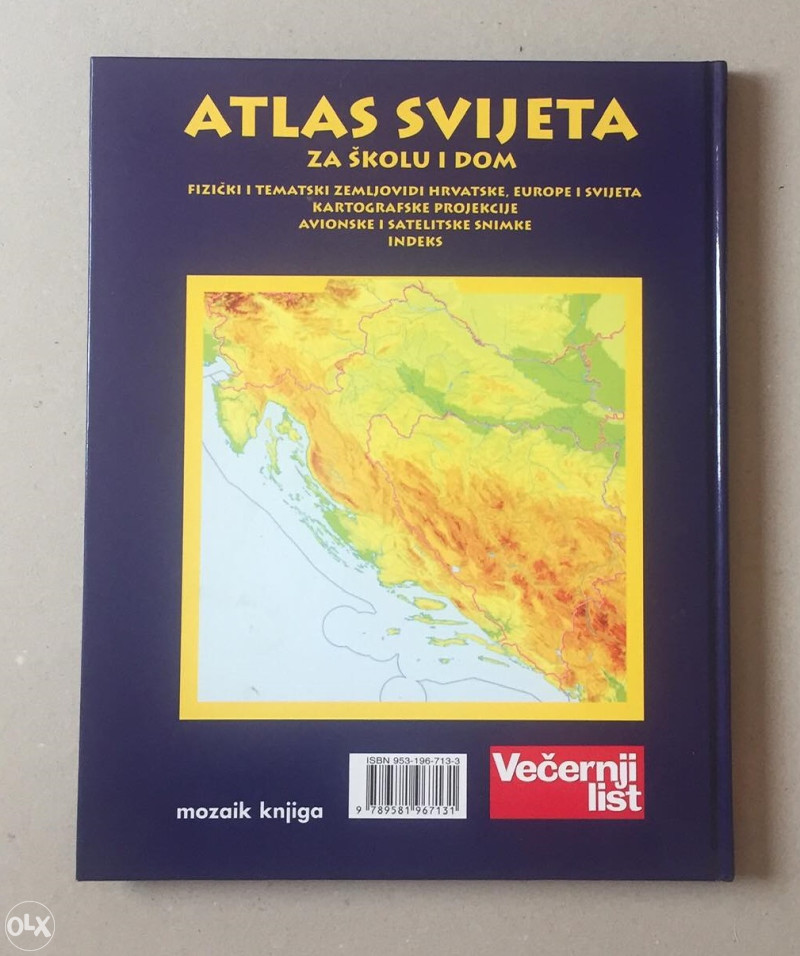 ATLAS SVIJETA
ZA ŠKOLU I DOM
FIZIČKI I TEMATSKI ZEMLJOVIDI HRVATSKE, EUROPE I SVIJETA
KARTOGRAFSKE PROJEKCIJE
AVIONSKE I SATELITSKE SNIMKE
INDEKS
ISBN 953-196-713-3
9 789581 967131
mozaik knjiga
Večernji
list
OLX